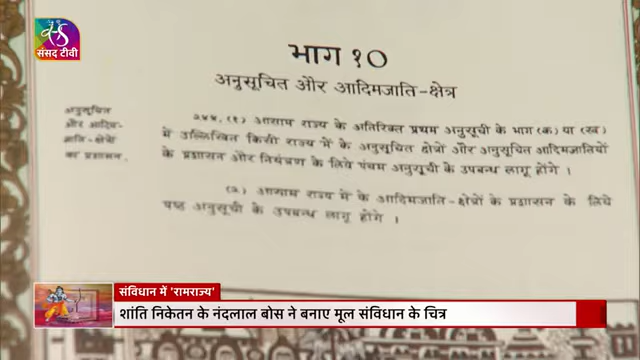 संसद टीवी
भाग १०
अनुसूचित और आदिमजाति-क्षेत्र
अनुसूचित
और आदिम-
जाति-क्षेत्रों
का प्रशासन.
२४४. (१) आसाम राज्य के अतिरिक्त प्रथम अनुसूची के भाग (क) या (ख)
में उल्लिखित किसी राज्य में के अनुसूचित क्षेत्रों और अनुसूचित आदिमजातियों
के प्रशासन और नियंत्रण के लिये पंचम अनुसूची के उपबन्ध लागू होंगे ।
(२) आसाम राज्य में के आदिमजाति-क्षेत्रों के प्रशासन के लिये
षष्ठ अनुसूची के उपबन्ध लागू होंगे ।
संविधान में 'रामराज्य'
शांति निकेतन के नंदलाल बोस ने बनाए मूल संविधान के चित्र